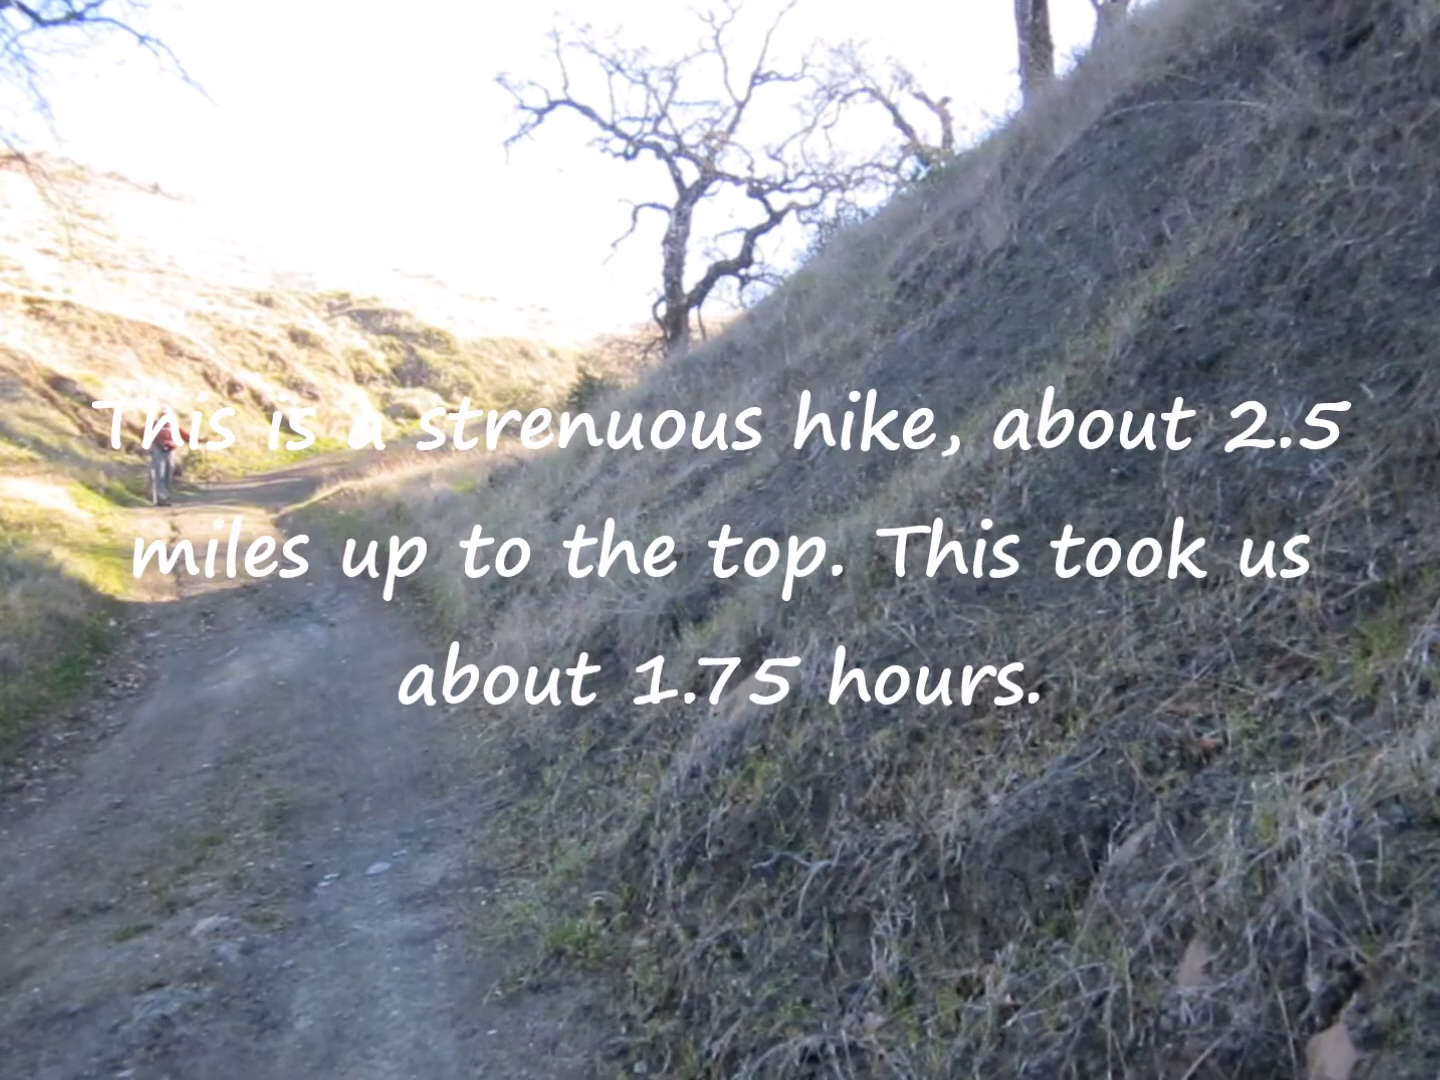 This is a strenuous hike, about 2.5
miles up to the top. This took us
about 1.75 hours.